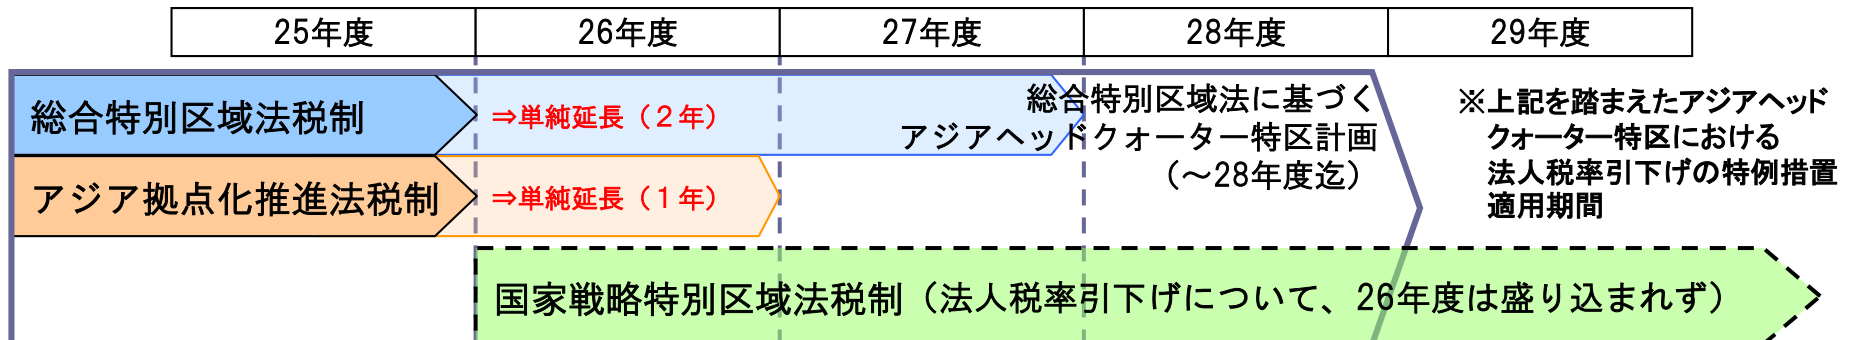 25年度 26年度 27年度 28年度 29年度
総合特別区域法税制
⇒単純延長（２年）
総合特別区域法に基づく
アジアヘッドクォーター特区計画
（～28年度迄）
※上記を踏まえたアジアヘッド
クォーター特区における
法人税率引下げの特例措置
適用期間
アジア拠点化推進法税制
⇒単純延長（１年）
国家戦略特別区域法税制（法人税率引下げについて、26年度は盛り込まれず）